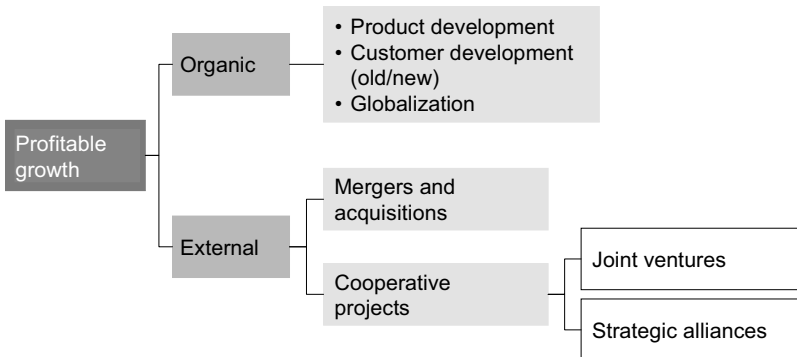 Profitable
growth
Organic
• Product development
• Customer development
(old/new)
• Globalization
External
Mergers and
acquisitions
Cooperative
projects
Joint ventures
Strategic alliances